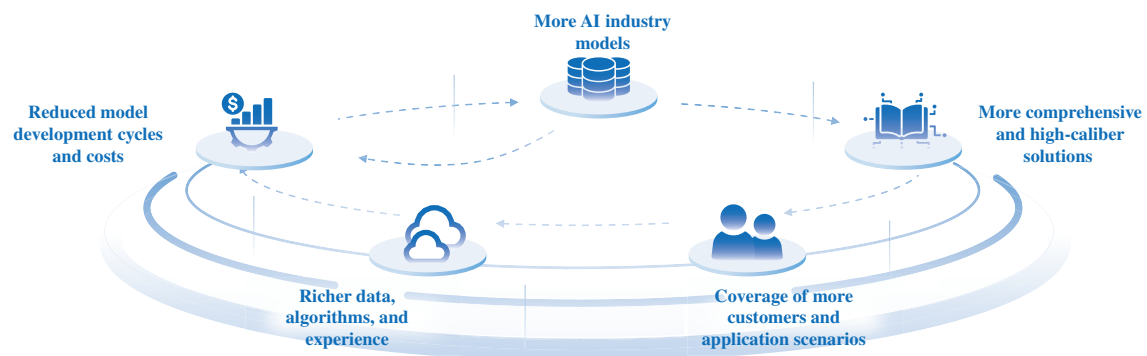 More AI industry
models
Reduced model
development cycles
and costs
$
More comprehensive
and high-caliber
solutions
Richer data,
algorithms, and
experience
Coverage of more
customers and
application scenarios